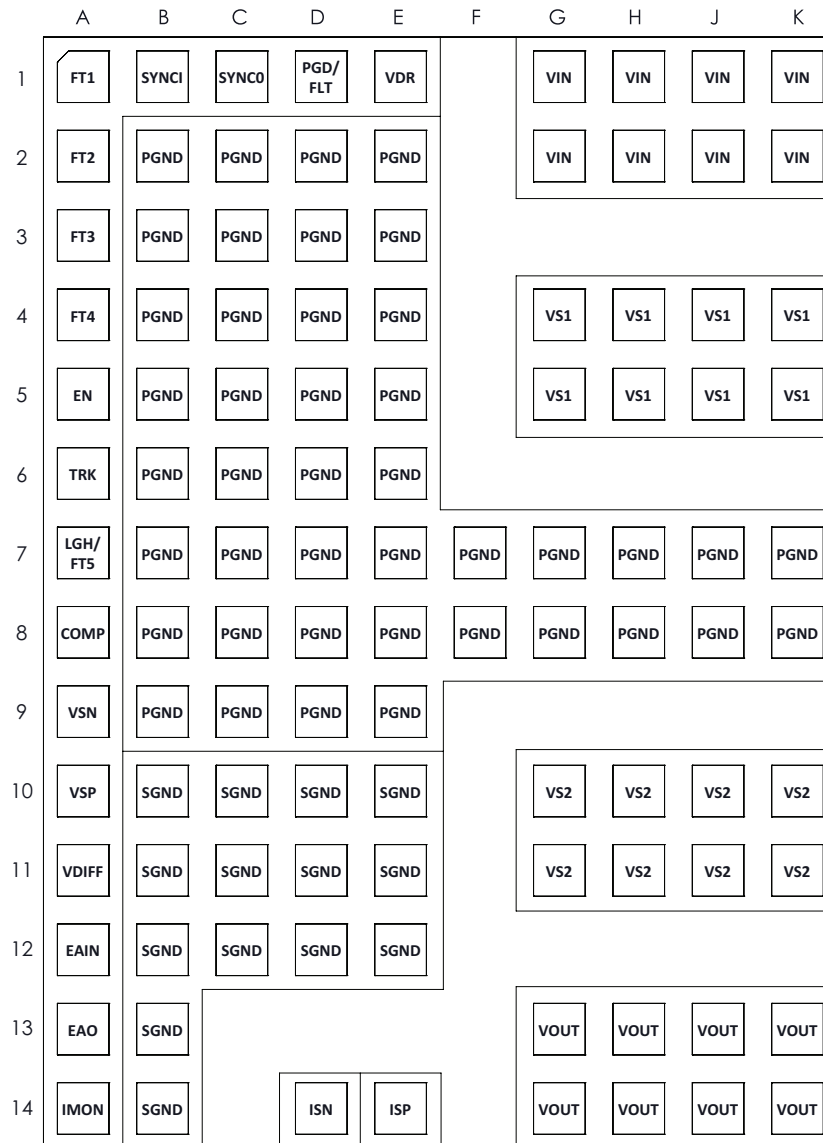 A B C D E F G H J K
1 FT1 SYNCI SYNC0 PGD/ FLT VDR VIN VIN VIN VIN
2 FT2 PGND PGND PGND PGND VIN VIN VIN VIN
3 FT3 PGND PGND PGND PGND
4 FT4 PGND PGND PGND PGND VS1 VS1 VS1 VS1
5 EN PGND PGND PGND PGND VS1 VS1 VS1 VS1
6 TRK PGND PGND PGND PGND
7 LGH/ FT5 PGND PGND PGND PGND PGND PGND PGND PGND PGND
8 COMP PGND PGND PGND PGND PGND PGND PGND PGND PGND
9 VSN PGND PGND PGND PGND
10 VSP SGND SGND SGND SGND VS2 VS2 VS2 VS2
11 VDIFF SGND SGND SGND SGND VS2 VS2 VS2 VS2
12 EAIN SGND SGND SGND SGND
13 EAO SGND VOUT VOUT VOUT VOUT
14 IMON SGND ISN ISP VOUT VOUT VOUT VOUT